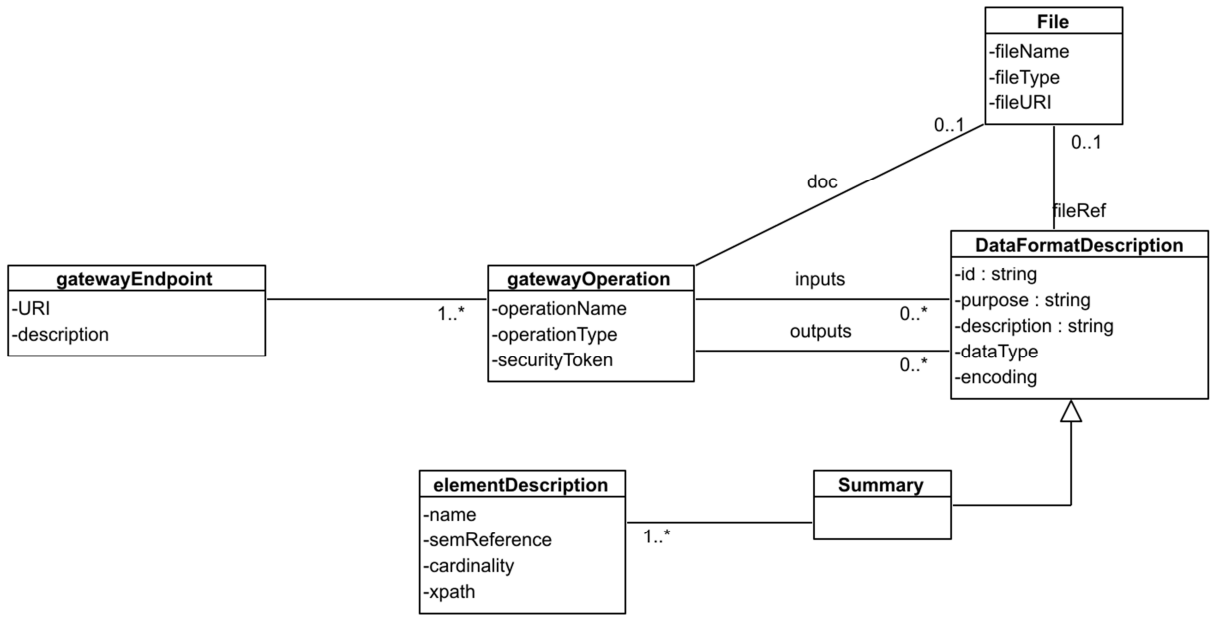 File
-fileName
-fileType
-fileURI
0..1
0..1
doc
fileRef
gatewayEndpoint
-URI
-description
1..*
gatewayOperation
-operationName
-operationType
-securityToken
inputs
0..*
outputs
0..*
DataFormatDescription
-id : string
-purpose : string
-description : string
-dataType
-encoding
elementDescription
-name
-semReference
-cardinality
-xpath
1..*
Summary